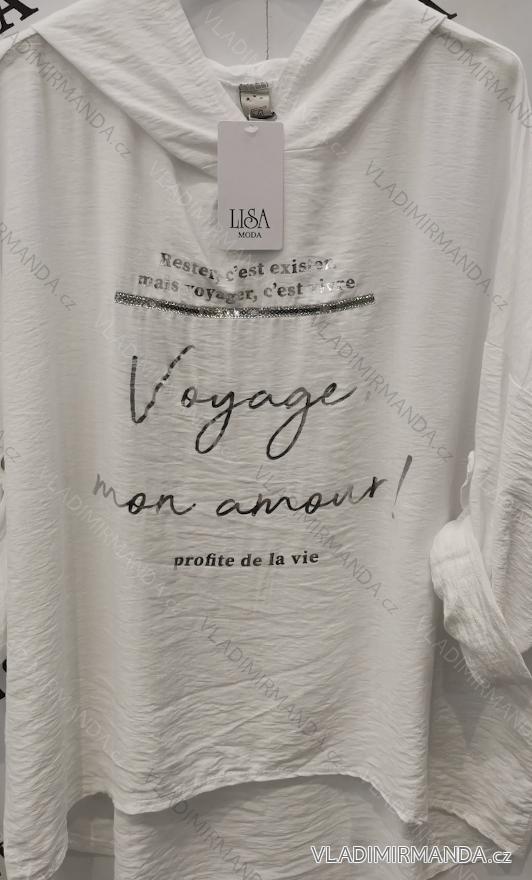 LISA
MODA
Rester, c'est exister,
mais voyager, c'est vivre
Voyage,
mon amour!
profite de la vie
VLADIMIRMANDA.cz